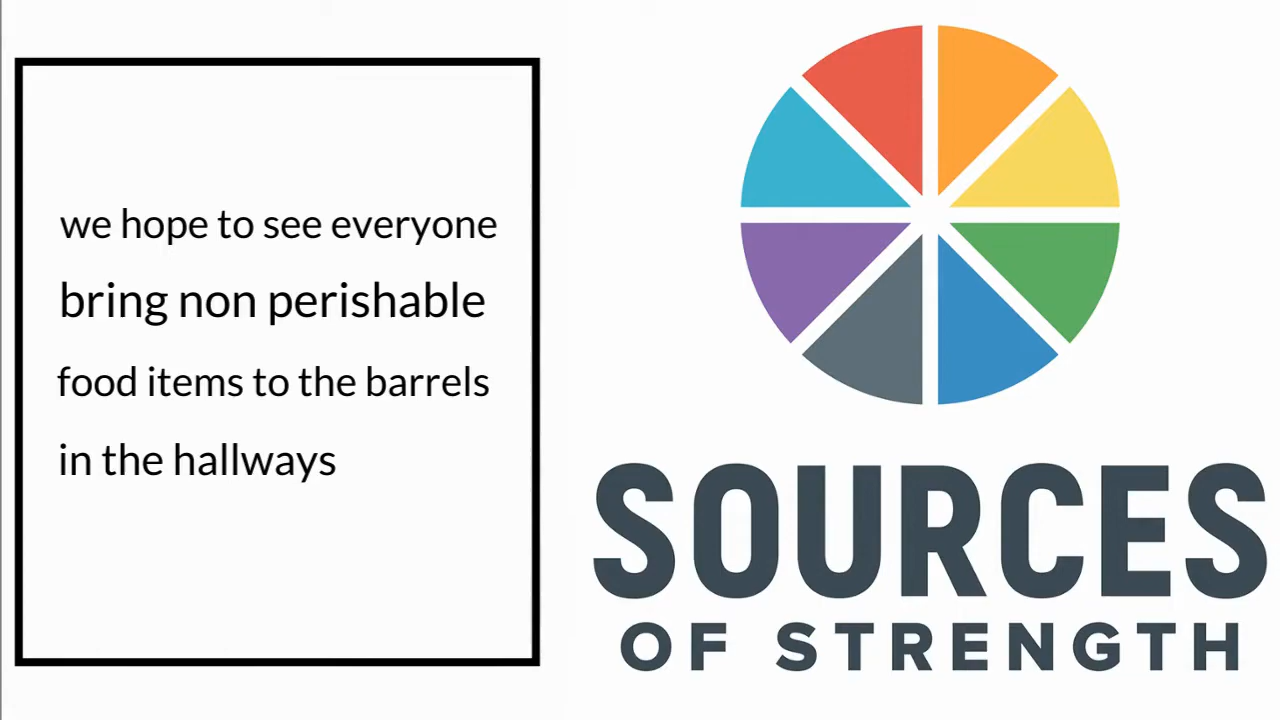 we hope to see everyone
bring non perishable
food items to the barrels
in the hallways
SOURCES
OF STRENGTH